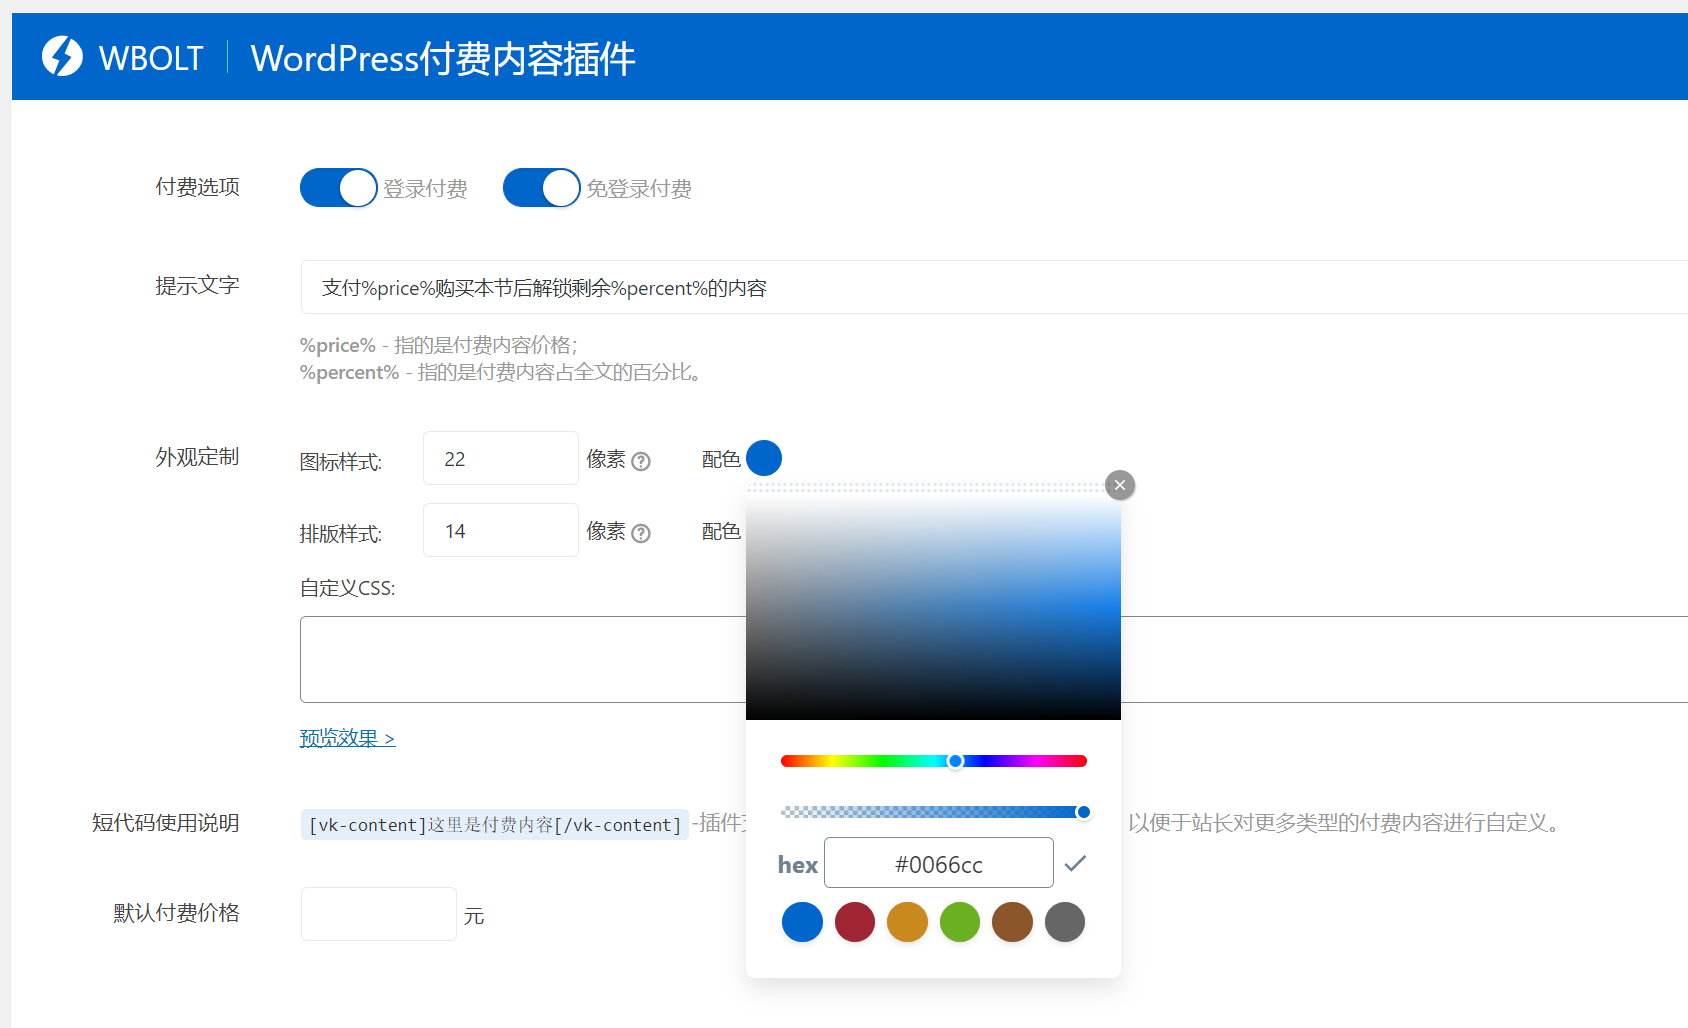 WBOLT WordPress付费内容插件
付费选项 登录付费 免登录付费
提示文字 支付%price%购买本节后解锁剩余%percent%的内容
%price% - 指的是付费内容价格；
%percent% - 指的是付费内容占全文的百分比。
外观定制 图标样式: 22 像素 配色
排版样式: 14 像素 配色
自定义CSS:
预览效果 >
短代码使用说明 [vk-content]这里是付费内容[/vk-content] -插件 以便于站长对更多类型的付费内容进行自定义。
hex #0066cc
默认付费价格 元